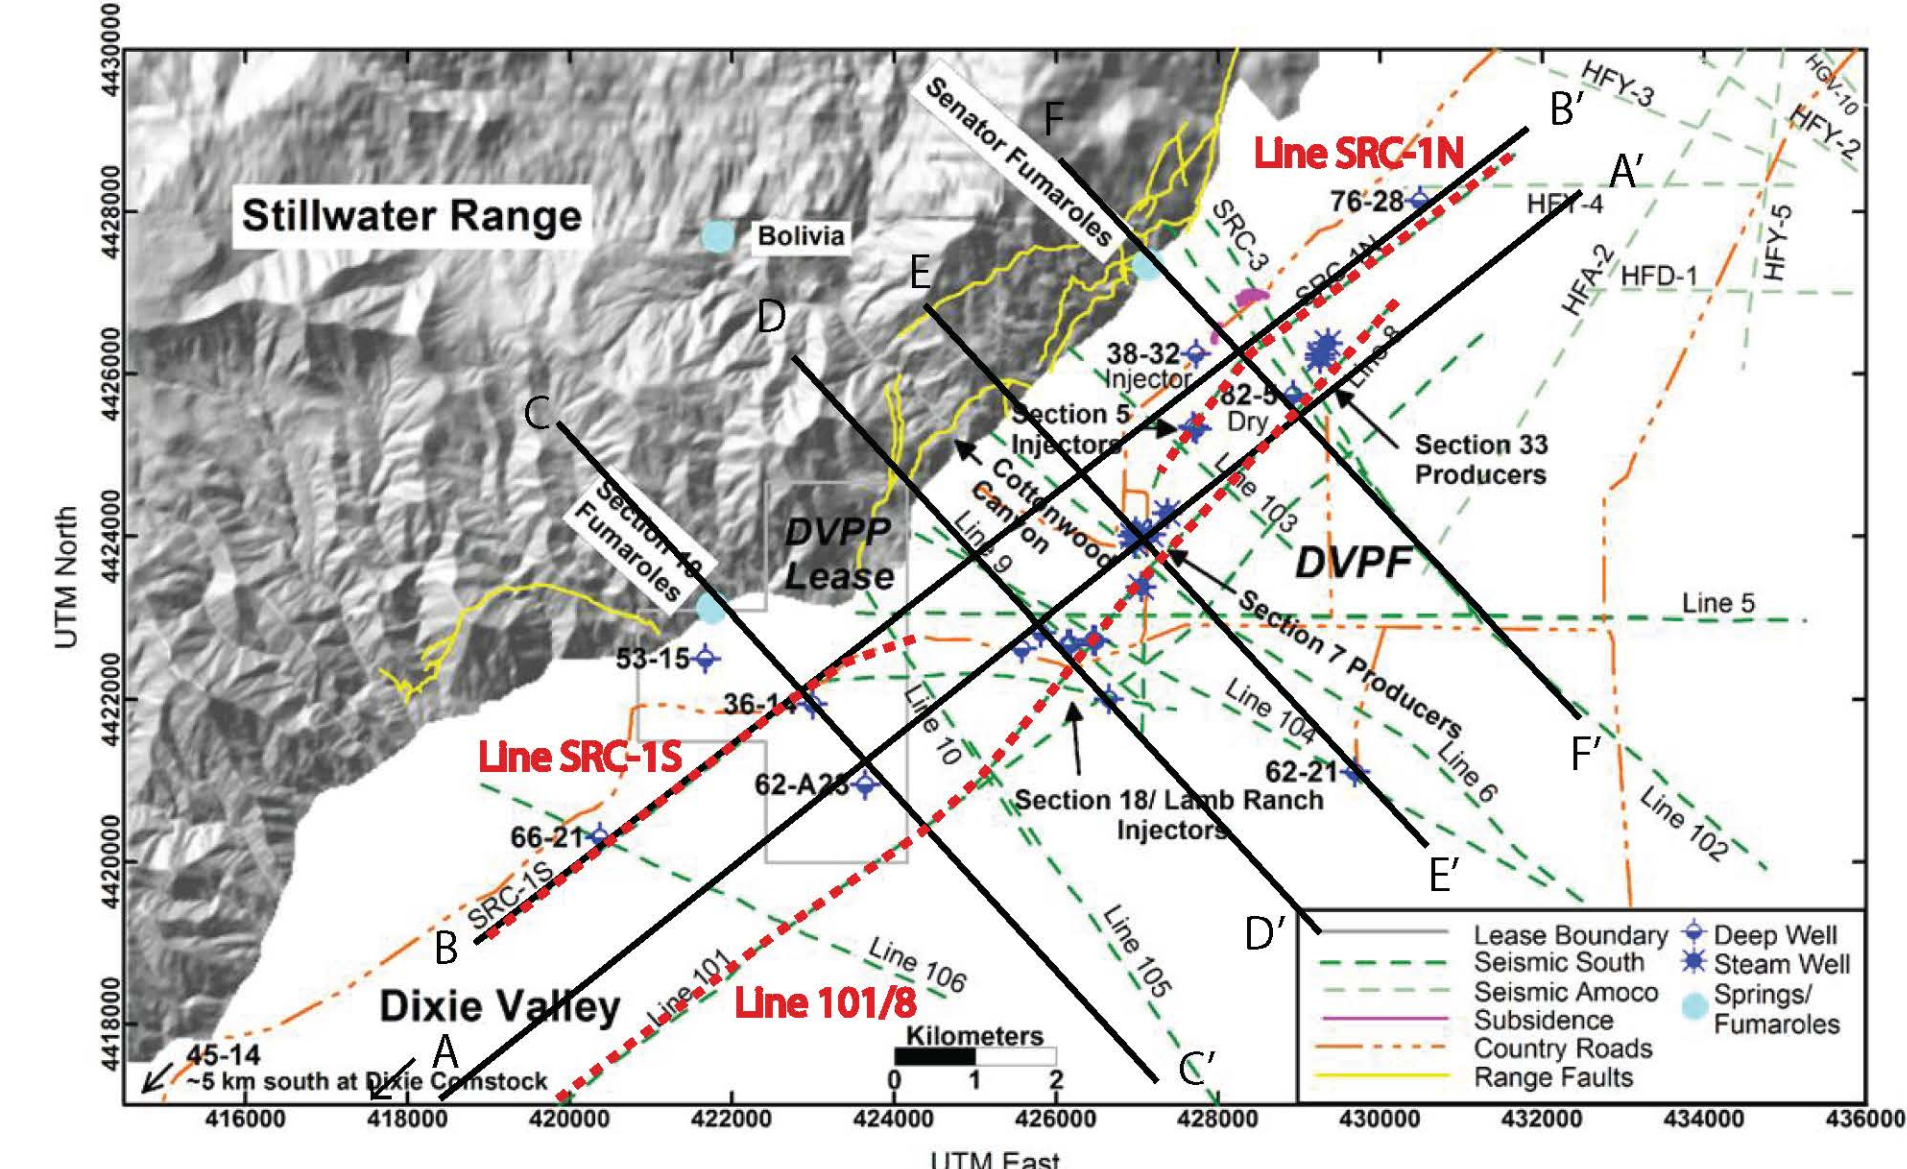 4430000
4428000
4426000
4424000
4422000
4420000
4418000
UTM North
416000
418000
420000
422000
424000
426000
428000
430000
432000
434000
436000
UTM East
Stillwater Range
Bolivia
Senator Fumaroles
F
E
D
C
Line SRC-1N
B'
A'
HFY-3
HGV-10
HFY-2
76-28
HFY-4
SRC-3
SRC-1N
HFA-2
HFD-1
HFY-5
38-32
Injector
82-5
Dry
Line 8
Section 5
Injectors
Section 33
Producers
Cottonwood
Canyon
Line 103
Line 9
DVPP
Lease
DVPF
Section 10
Fumaroles
Line 5
Section 7 Producers
53-15
36-14
Line 10
Line 104
Line 6
Line SRC-1S
62-A23
62-21
F'
Section 18/ Lamb Ranch
Injectors
Line 102
66-21
E'
SRC-1S
B
D'
Line 106
Line 105
Line 101
Dixie Valley
Line 101/8
A
C'
45-14
~5 km south at Dixie Comstock
Kilometers
0 1 2
Lease Boundary
Seismic South
Seismic Amoco
Subsidence
Country Roads
Range Faults
Deep Well
Steam Well
Springs/
Fumaroles